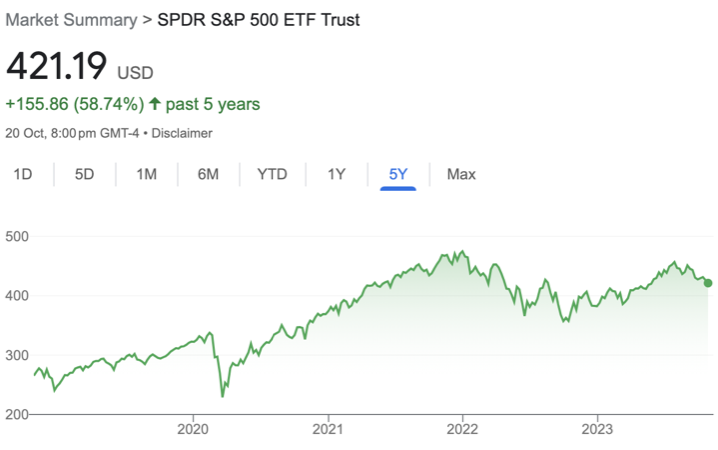 Market Summary > SPDR S&P 500 ETF Trust
421.19 USD
+155.86 (58.74%) ↑ past 5 years
20 Oct, 8:00 pm GMT-4 • Disclaimer
1D 5D 1M 6M YTD 1Y 5Y Max
500
400
300
200
2020 2021 2022 2023